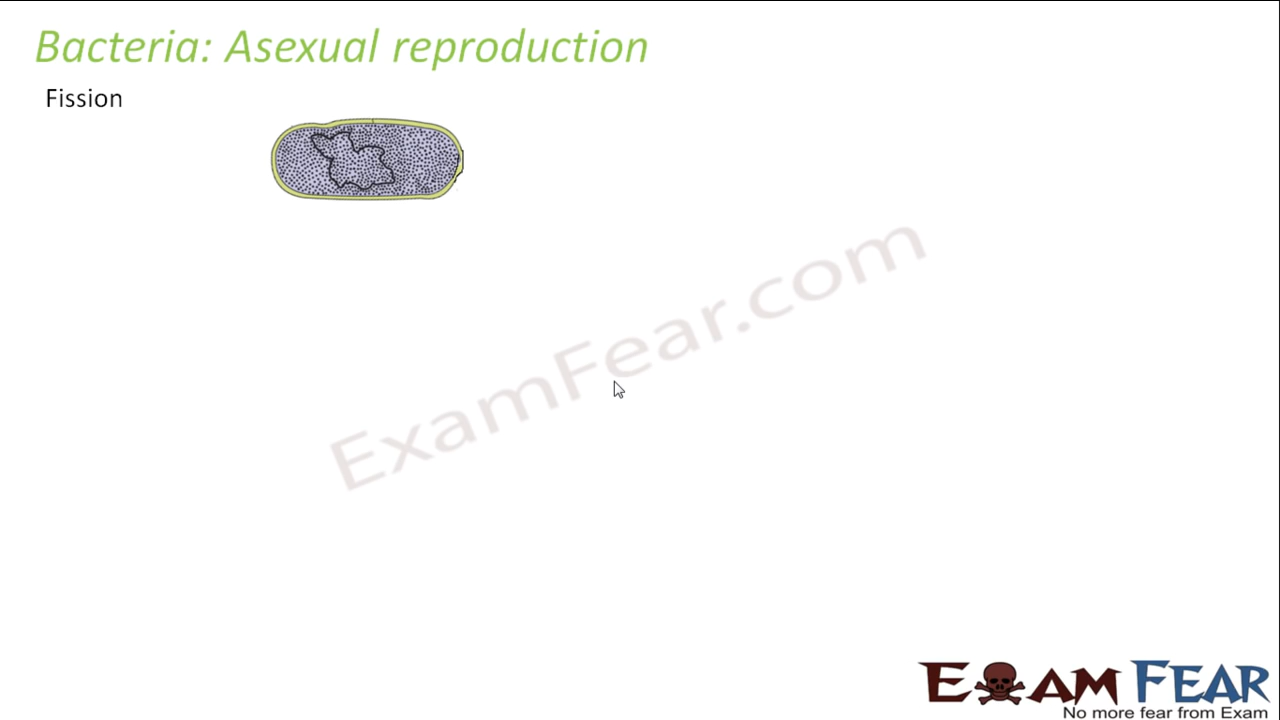 Bacteria: Asexual reproduction
Fission
ExamFear.com
EXAM FEAR
No more fear from Exam